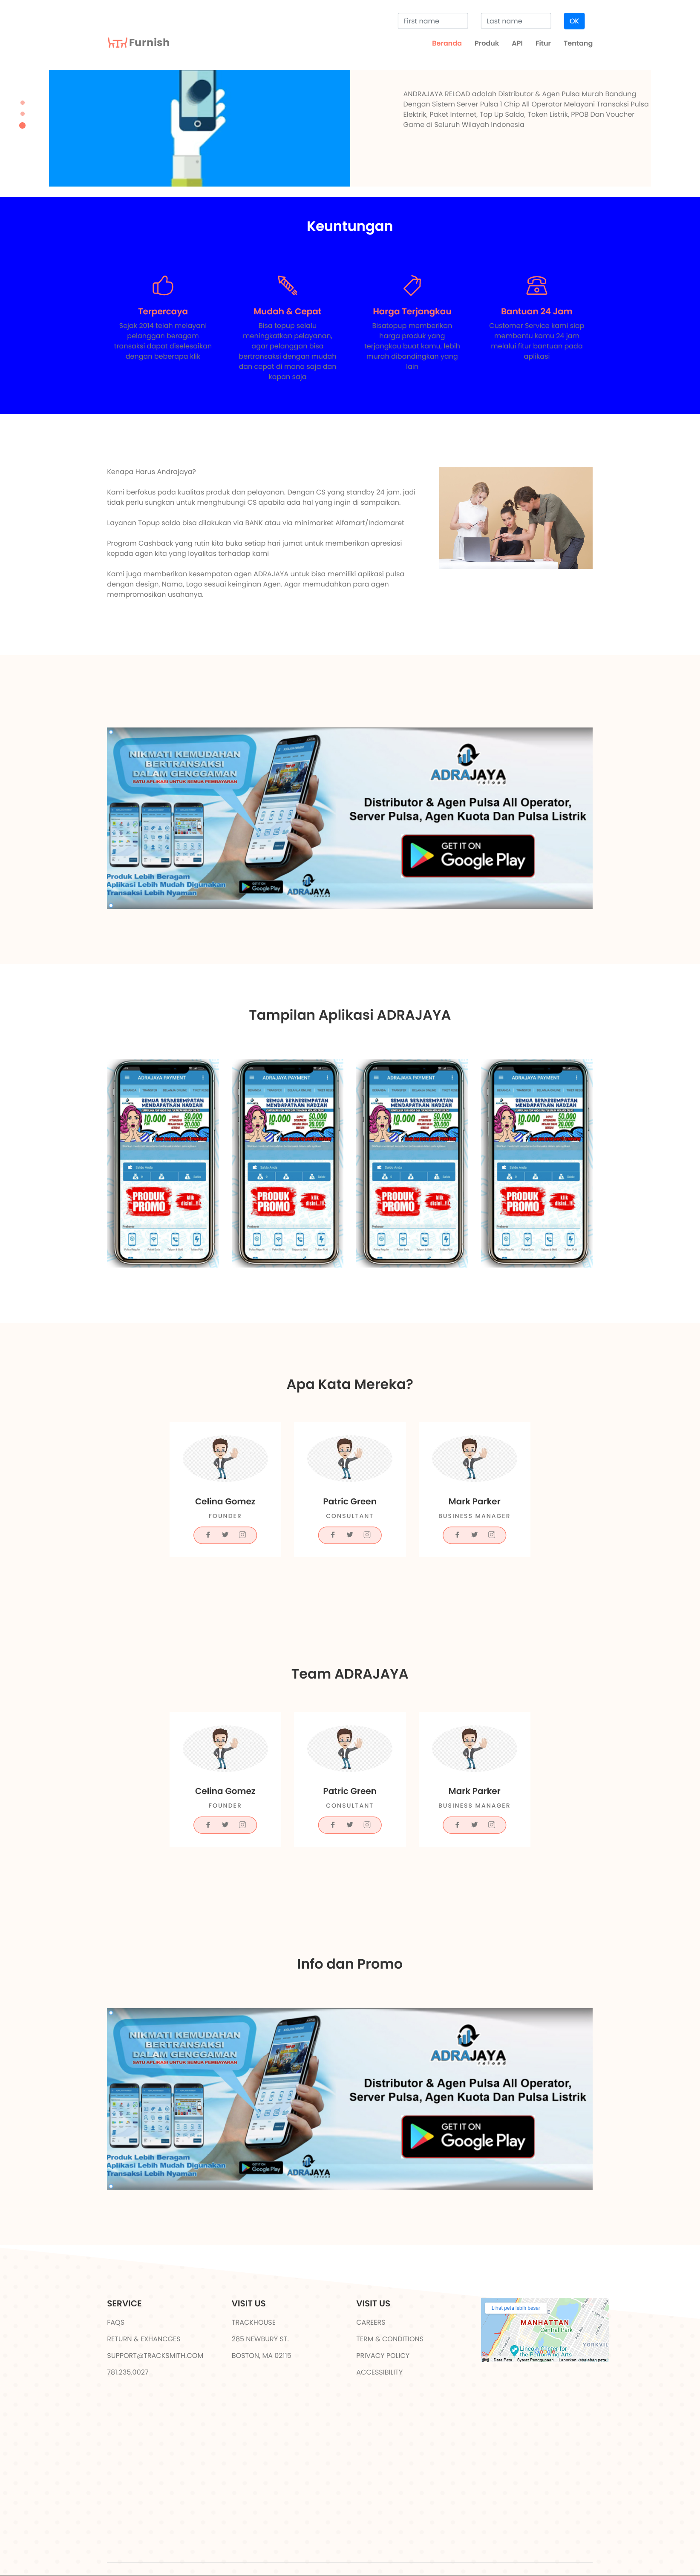 First name Last name OK
Furnish
Beranda Produk API Fitur Tentang
ANDRAJAYA RELOAD adalah Distributor & Agen Pulsa Murah Bandung
Dengan Sistern Server Pulsa 1 Chip All Operator Melayani Transaksi Pulsa
Elektrik, Paket Internet, Top Up Saldo, Token Listrik, PPOB Dan Voucher
Game di Seluruh Wilayah Indonesia
Keuntungan
Terpercaya
Sejak 2014 telah melayani
pelanggan beragam
transaksi dapat diselesaikan
dengan beberapa klik
Mudah & Cepat
Bisa topup selalu
meningkatkan pelayanan,
agar pelanggan bisa
bertransaksi dengan mudah
dan cepat di mana saja dan
kapan saja
Harga Terjangkau
Bisatopup memberikan
harga produk yang
terjangkau buat kamu, lebih
murah dibandingkan yang
lain
Bantuan 24 Jam
Customer Service kami siap
membantu kamu 24 jam
melalui fitur bantuan pada
aplikasi
Kenapa Harus Andrajaya?
Kami berfokus pada kualitas produk dan pelayanan. Dengan CS yang standby 24 jam. jadi
tidak perlu sungkan untuk menghubungi CS apabila ada hal yang ingin di sampaikan.
Layanan Topup saldo bisa dilakukan via BANK atau via minimarket Alfamart/Indomaret
Program Cashback yang rutin kita buka setiap hari jumat untuk memberikan apresiasi
kepada agen kita yang loyalitas terhadap kami
Kami juga memberikan kesempatan agen ADRAJAYA untuk bisa memiliki aplikasi pulsa
dengan design, Nama, Logo sesuai keinginan Agen. Agar memudahkan para agen
mempromosikan usahanya.
NIKMATI KEMUDAHAN
BERTRANSAKSI
DALAM GENGGAMAN
SATU APLIKASI UNTUK SEMUA PEMBAYARAN
Produk Lebih Beragam
Aplikasi Lebih Mudah Digunakan
Transaksi Lebih Nyaman
GET IT ON
Google Play
ADRAJAYA
ADRAJAYA
Distributor & Agen Pulsa All Operator,
Server Pulsa, Agen Kuota Dan Pulsa Listrik
GET IT ON
Google Play
Tampilan Aplikasi ADRAJAYA
ADRAJAYA PAYMENT
SEMUA BERKESEMPATAN
MENDAPATKAN HADIAH
10.000 50.000
PRODUK
PROMO
ADRAJAYA PAYMENT
SEMUA BERKESEMPATAN
MENDAPATKAN HADIAH
10.000 50.000
PRODUK
PROMO
ADRAJAYA PAYMENT
SEMUA BERKESEMPATAN
MENDAPATKAN HADIAH
10.000 50.000
PRODUK
PROMO
ADRAJAYA PAYMENT
SEMUA BERKESEMPATAN
MENDAPATKAN HADIAH
10.000 50.000
PRODUK
PROMO
Apa Kata Mereka?
Celina Gomez
FOUNDER
Patric Green
CONSULTANT
Mark Parker
BUSINESS MANAGER
Team ADRAJAYA
Celina Gomez
FOUNDER
Patric Green
CONSULTANT
Mark Parker
BUSINESS MANAGER
Info dan Promo
NIKMATI KEMUDAHAN
BERTRANSAKSI
DALAM GENGGAMAN
SATU APLIKASI UNTUK SEMUA PEMBAYARAN
Produk Lebih Beragam
Aplikasi Lebih Mudah Digunakan
Transaksi Lebih Nyaman
GET IT ON
Google Play
ADRAJAYA
ADRAJAYA
Distributor & Agen Pulsa All Operator,
Server Pulsa, Agen Kuota Dan Pulsa Listrik
GET IT ON
Google Play
SERVICE
FAQS
RETURN & EXHANCGES
SUPPORT@TRACKSMITH.COM
781.235.0027
VISIT US
TRACKHOUSE
285 NEWBURY ST.
BOSTON, MA 02115
VISIT US
CAREERS
TERM & CONDITIONS
PRIVACY POLICY
ACCESSIBILITY
Lihat peta lebih besar
MANHATTAN
Central Park
YORKVIL
Lincoln Center for
the Performing Arts
Data Peta Syarat Penggunaan Laporkan kesalahan peta